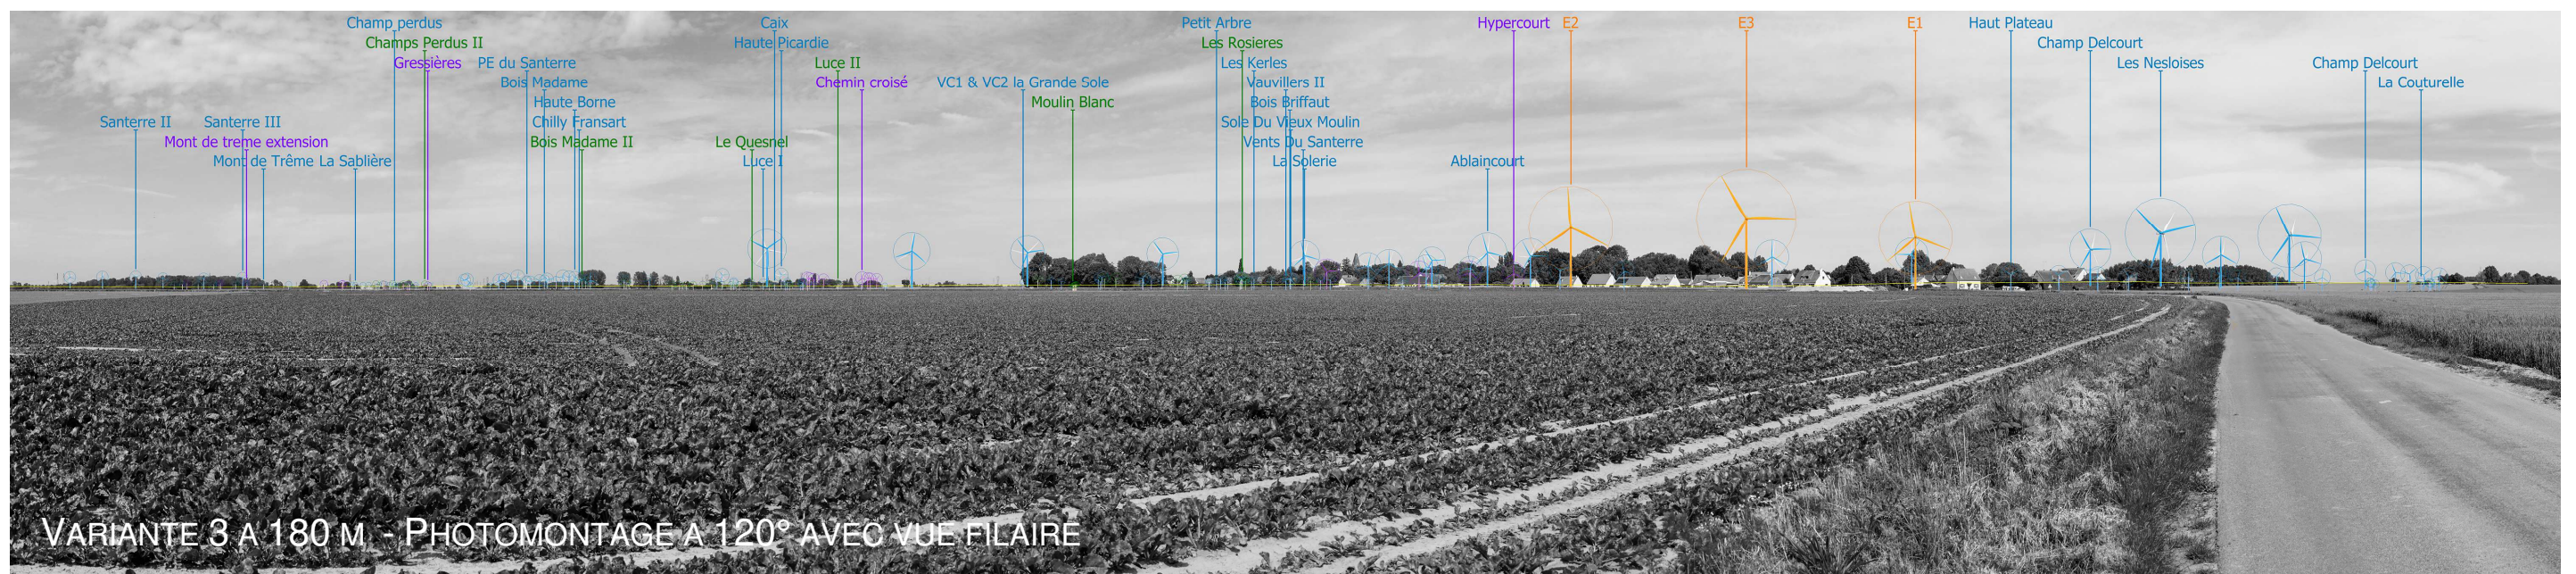 Champ perdus Caix Petit Arbre Hypercourt E2 E3 E1 Haut Plateau
Champs Perdus II Haute Picardie Les Rosieres Champ Delcourt
Gressières PE du Santerre Luce II Les Kerles Les Nesloises Champ Delcourt
Bois Madame Chemin croisé VC1 & VC2 la Grande Sole Vauvillers II La Couturelle
Haute Borne Moulin Blanc Bois Briffaut
Santerre II Santerre III Chilly Fransart Sole Du Vieux Moulin
Mont de treme extension Bois Madame II Le Quesnel Vents Du Santerre
Mont de Trême La Sablière Luce I La Solerie Ablaincourt
VARIANTE 3 A 180 M - PHOTOMONTAGE A 120° AVEC VUE FILAIRE